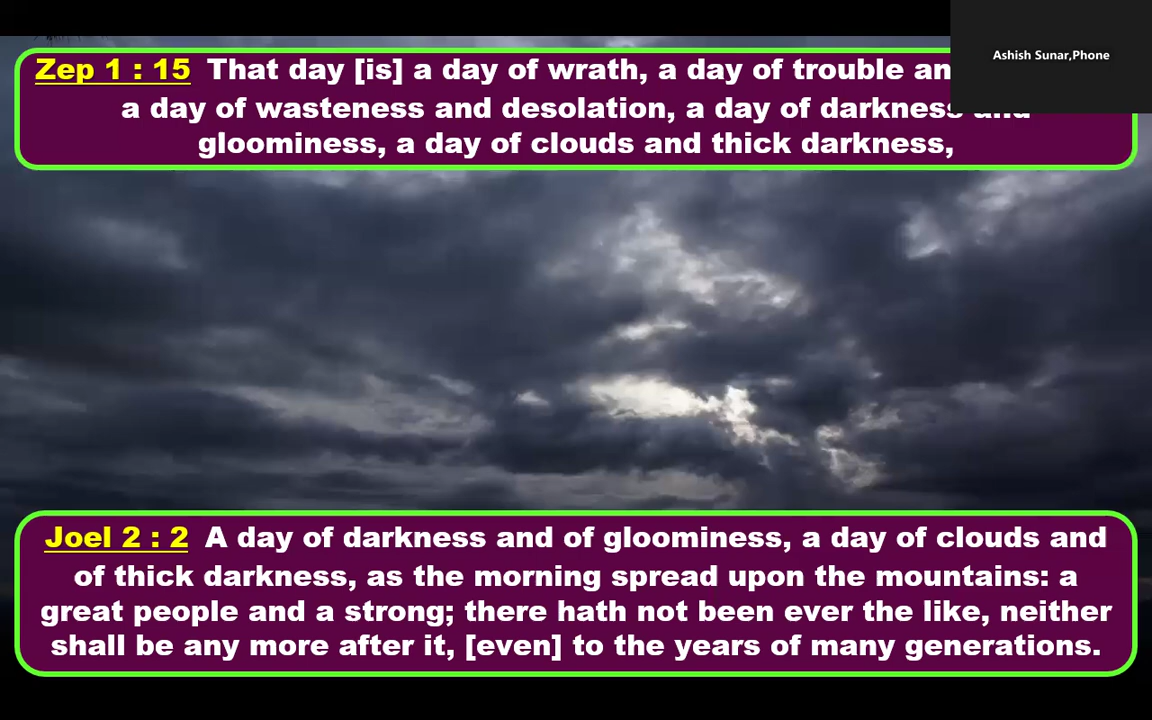 Ashish Sunar,Phone
Zep 1 : 15 That day [is] a day of wrath, a day of trouble
a day of wasteness and desolation, a day of darkness and
gloominess, a day of clouds and thick darkness,
Joel 2 : 2 A day of darkness and of gloominess, a day of clouds and
of thick darkness, as the morning spread upon the mountains: a
great people and a strong; there hath not been ever the like, neither
shall be any more after it, [even] to the years of many generations.